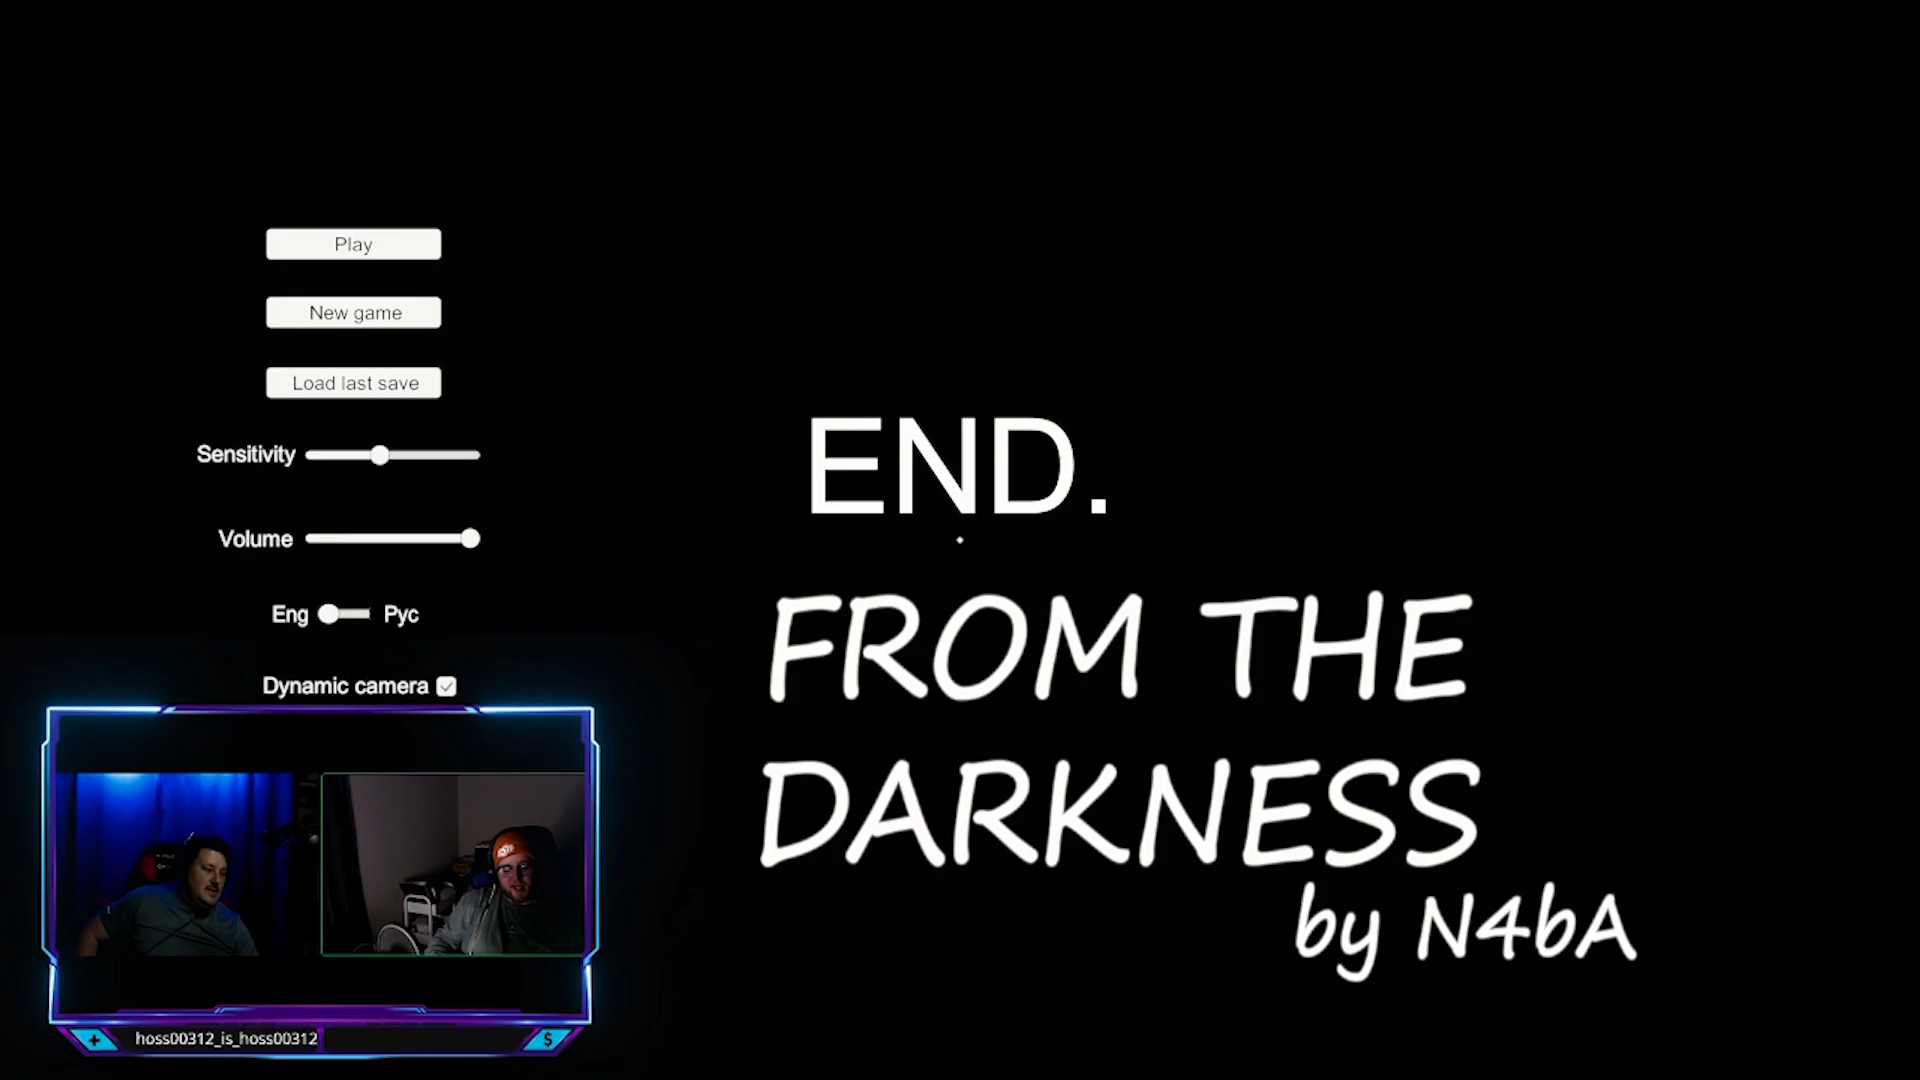 Play
New game
Load last save
Sensitivity
Volume
Eng Рус
Dynamic camera
END.
FROM THE
DARKNESS
by N4bA
hoss00312_is_hoss00312
$